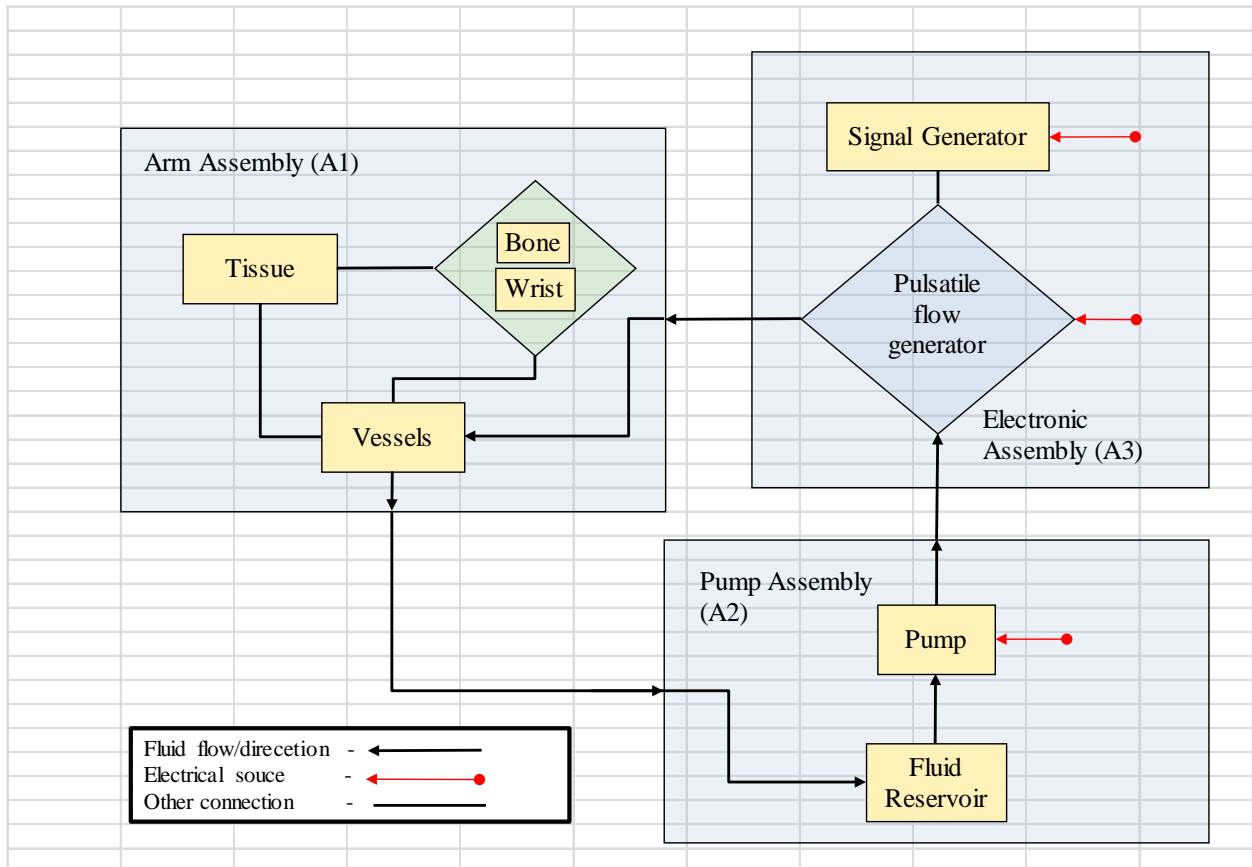 Arm Assembly (A1)
Bone
Wrist
Tissue
Vessels
Signal Generator
Pulsatile
flow
generator
Electronic
Assembly (A3)
Pump Assembly
(A2)
Pump
Fluid
Reservoir
Fluid flow/direcetion -
Electrical souce -
Other connection -